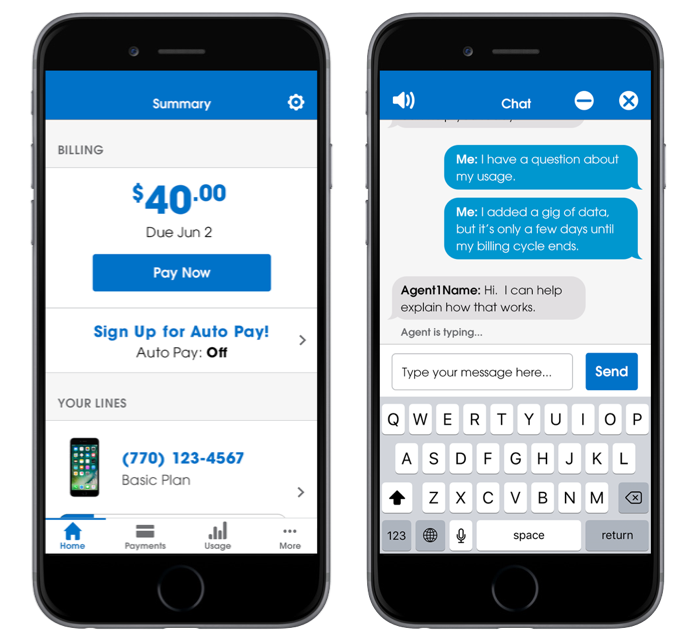 Summary
BILLING
$40.00
Due Jun 2
Pay Now
Sign Up for Auto Pay!
Auto Pay: Off
YOUR LINES
(770) 123-4567
Basic Plan
Home Payments Usage More
Chat
Me: I have a question about
my usage.
Me: I added a gig of data,
but it's only a few days until
my billing cycle ends.
Agent1Name: Hi. I can help
explain how that works.
Agent is typing...
Type your message here... Send
Q W E R T Y U I O P
A S D F G H J K L
Z X C V B N M
123 space return